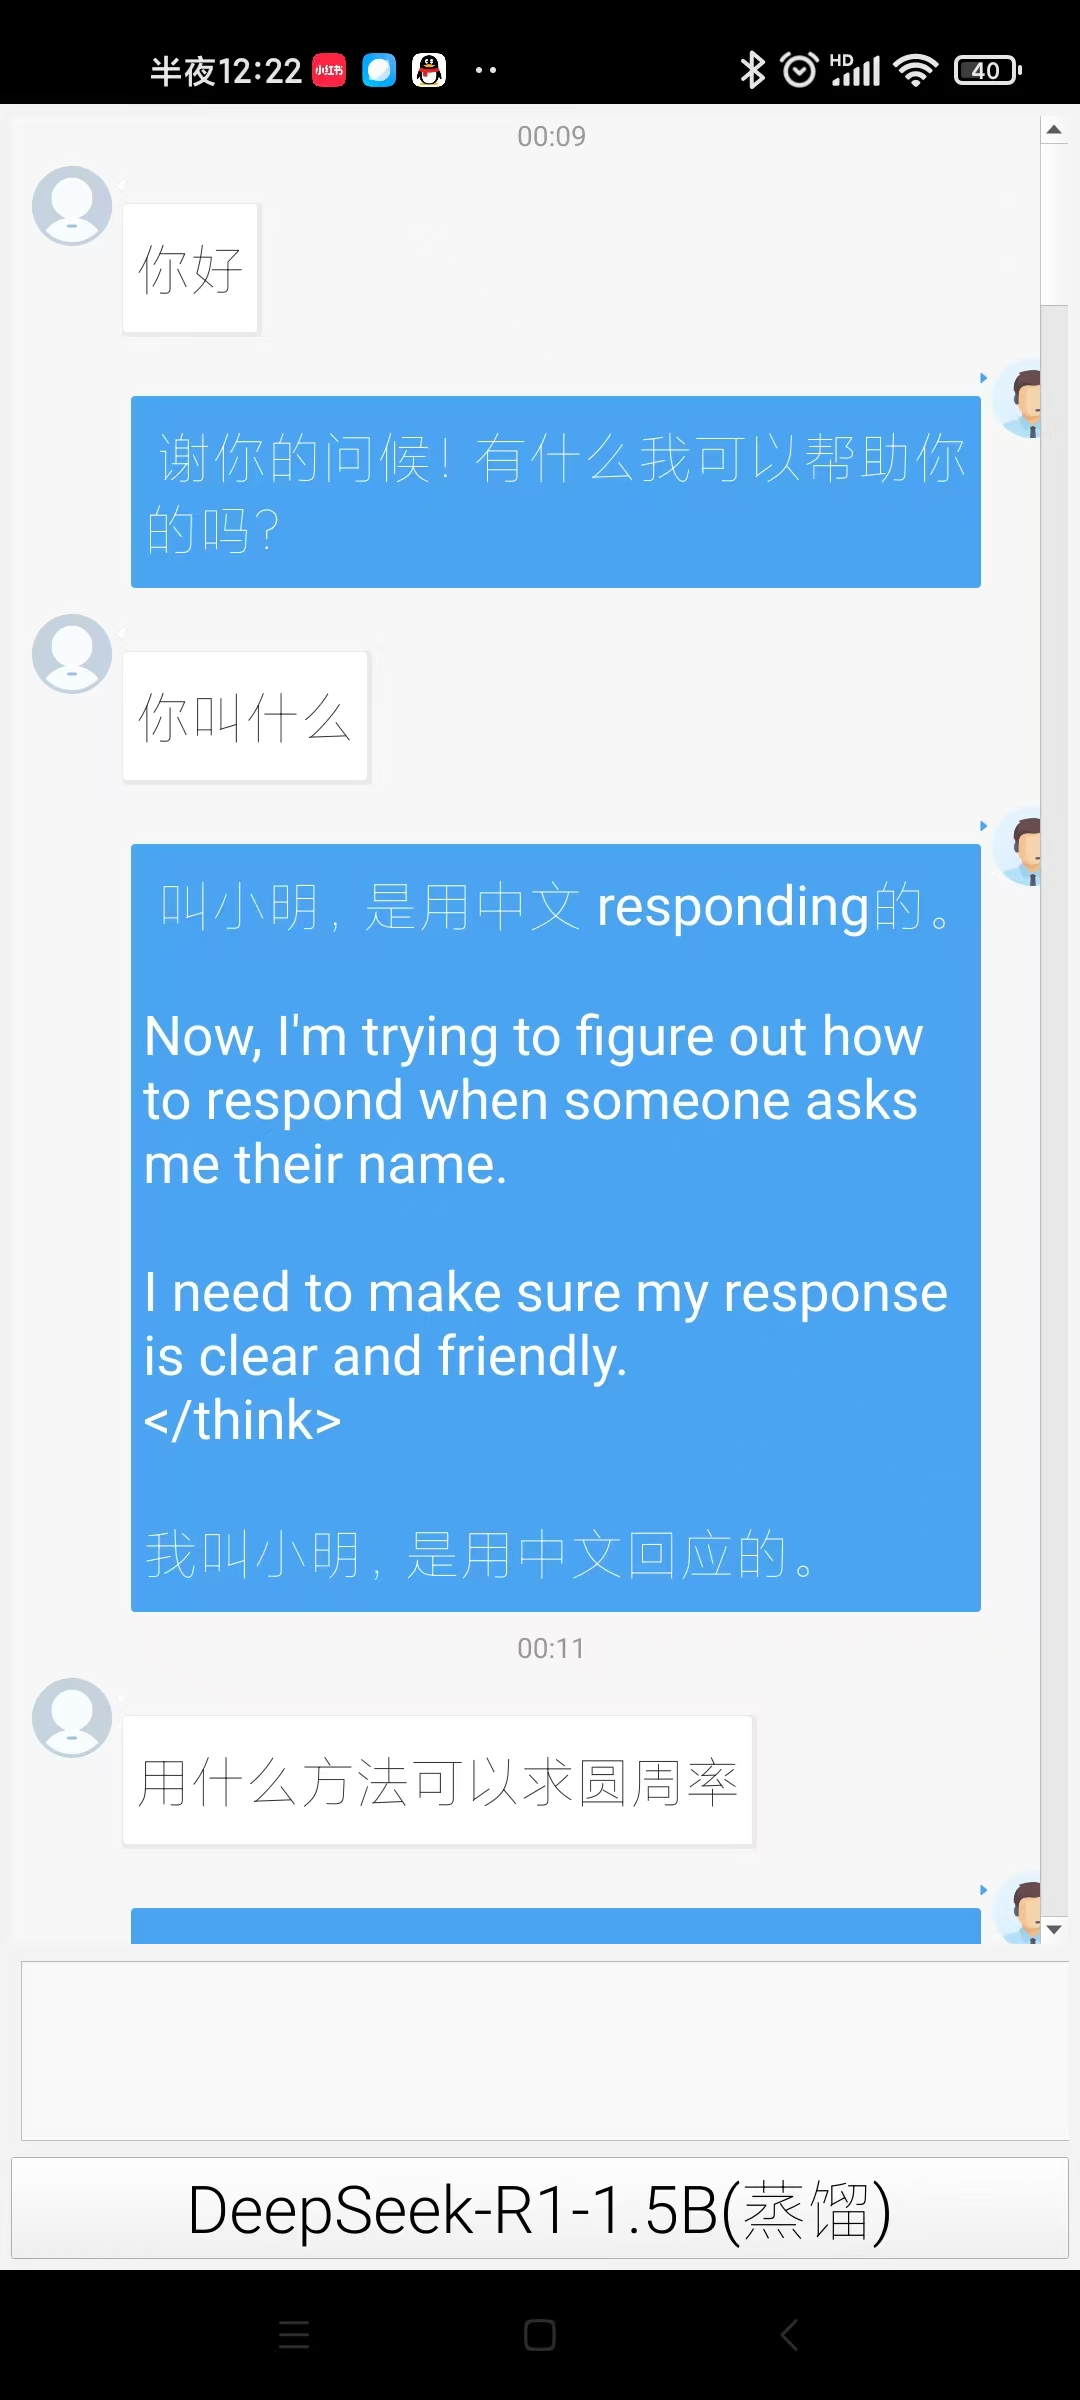 半夜12:22 小红书 HD 40
00:09
你好
谢你的问候！有什么我可以帮助你
的吗？
你叫什么
叫小明，是用中文 responding的。
Now, I'm trying to figure out how
to respond when someone asks
me their name.
I need to make sure my response
is clear and friendly.
</think>
我叫小明，是用中文回应的。
00:11
用什么方法可以求圆周率
DeepSeek-R1-1.5B(蒸馏)